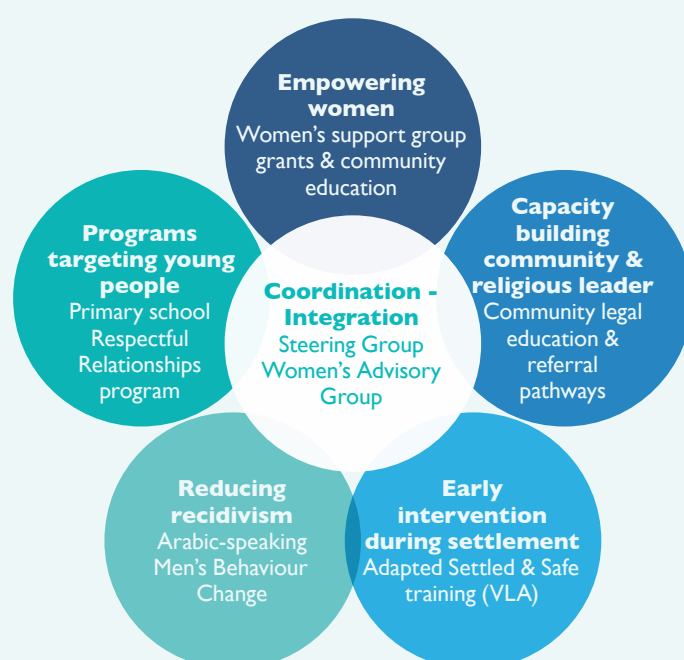 Empowering
women
Women's support group
grants & community
education
Programs
targeting young
people
Primary school
Respectful
Relationships
program
Capacity
building
community &
religious leader
Community legal
education &
referral
pathways
Coordination -
Integration
Steering Group
Women's Advisory
Group
Reducing
recidivism
Arabic-speaking
Men's Behaviour
Change
Early
intervention
during settlement
Adapted Settled & Safe
training (VLA)